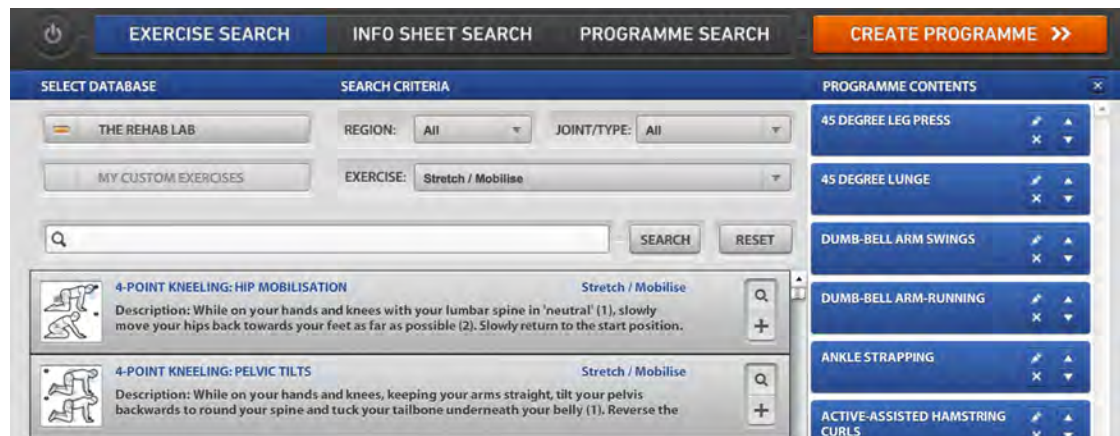 EXERCISE SEARCH
INFO SHEET SEARCH
PROGRAMME SEARCH
CREATE PROGRAMME >>
SELECT DATABASE
SEARCH CRITERIA
PROGRAMME CONTENTS
THE REHAB LAB
REGION: All
JOINT/TYPE: All
MY CUSTOM EXERCISES
EXERCISE: Stretch / Mobilise
SEARCH
RESET
4-POINT KNEELING: HIP MOBILISATION
Stretch / Mobilise
Description: While on your hands and knees with your lumbar spine in 'neutral' (1), slowly
move your hips back towards your feet as far as possible (2). Slowly return to the start position.
4-POINT KNEELING: PELVIC TILTS
Stretch / Mobilise
Description: While on your hands and knees, keeping your arms straight, tilt your pelvis
backwards to round your spine and tuck your tailbone underneath your belly (1). Reverse the
45 DEGREE LEG PRESS
45 DEGREE LUNGE
DUMB-BELL ARM SWINGS
DUMB-BELL ARM-RUNNING
ANKLE STRAPPING
ACTIVE-ASSISTED HAMSTRING
CURLS